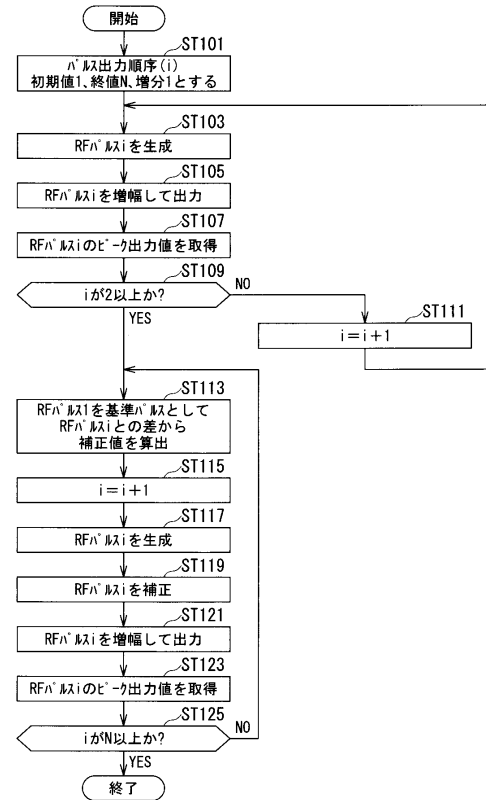 開始
ST101
パルス出力順序(i)
初期値1、終値N、増分1とする
ST103
RFパルスiを生成
ST105
RFパルスiを増幅して出力
ST107
RFパルスiのピーク出力値を取得
ST109
iが2以上か?
NO
YES
ST111
i=i+1
ST113
RFパルス1を基準パルスとして
RFパルスiとの差から
補正値を算出
ST115
i=i+1
ST117
RFパルスiを生成
ST119
RFパルスiを補正
ST121
RFパルスiを増幅して出力
ST123
RFパルスiのピーク出力値を取得
ST125
iがN以上か?
NO
YES
終了